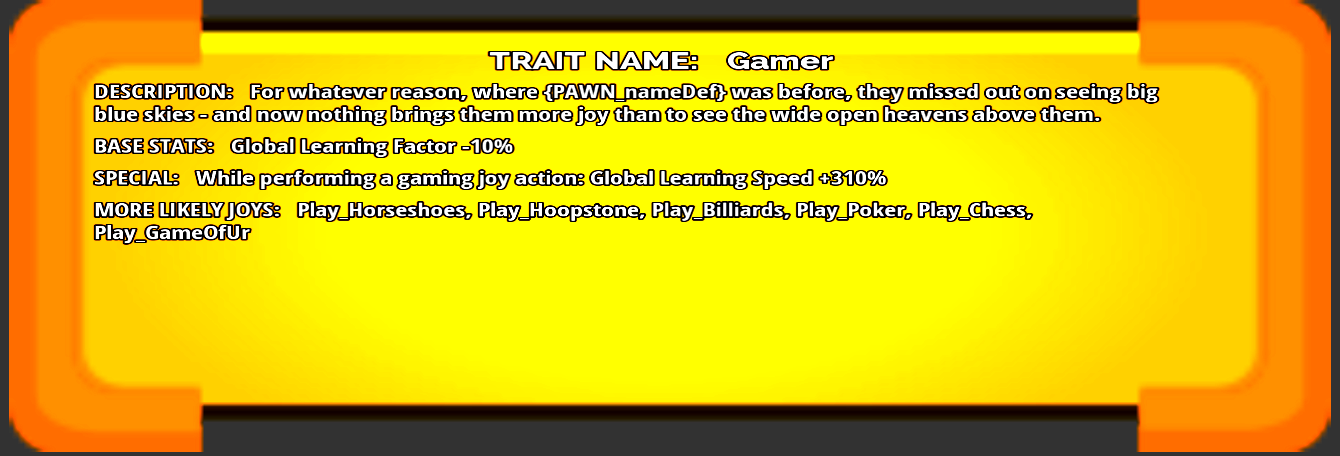 TRAIT NAME: Gamer
DESCRIPTION: For whatever reason, where {PAWN_nameDef} was before, they missed out on seeing big
blue skies - and now nothing brings them more joy than to see the wide open heavens above them.
BASE STATS: Global Learning Factor -10%
SPECIAL: While performing a gaming joy action: Global Learning Speed +310%
MORE LIKELY JOYS: Play_Horseshoes, Play_Hoopstone, Play_Billiards, Play_Poker, Play_Chess,
Play_GameOfUr